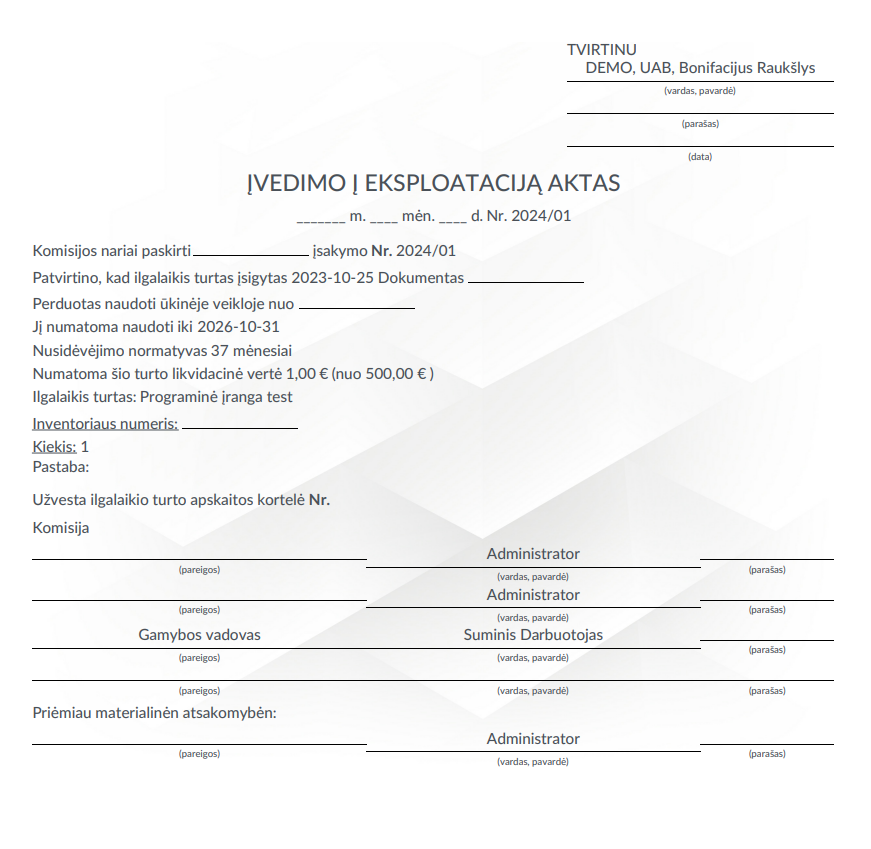 TVIRTINU
DEMO, UAB, Bonifacijus Raukšlys
(vardas, pavardė)
(parašas)
(data)
ĮVEDIMO Į EKSPLOATACIJĄ AKTAS
_______ m. ____ mėn. ____ d. Nr. 2024/01
Komisijos nariai paskirti ____________ įsakymo Nr. 2024/01
Patvirtino, kad ilgalaikis turtas įsigytas 2023-10-25 Dokumentas ____________
Perduotas naudoti ūkinėje veikloje nuo ____________
Jį numatoma naudoti iki 2026-10-31
Nusidėvėjimo normatyvas 37 mėnesiai
Numatoma šio turto likvidacinė vertė 1,00 € (nuo 500,00 € )
Ilgalaikis turtas: Programinė įranga test
Inventoriaus numeris: ____________
Kiekis: 1
Pastaba:
Užvesta ilgalaikio turto apskaitos kortelė Nr.
Komisija
Administrator
(pareigos) (vardas, pavardė) (parašas)
Administrator
(pareigos) (vardas, pavardė) (parašas)
Gamybos vadovas Suminis Darbuotojas
(pareigos) (vardas, pavardė) (parašas)
(pareigos) (vardas, pavardė) (parašas)
Priėmiau materialinėn atsakomybėn:
Administrator
(pareigos) (vardas, pavardė) (parašas)